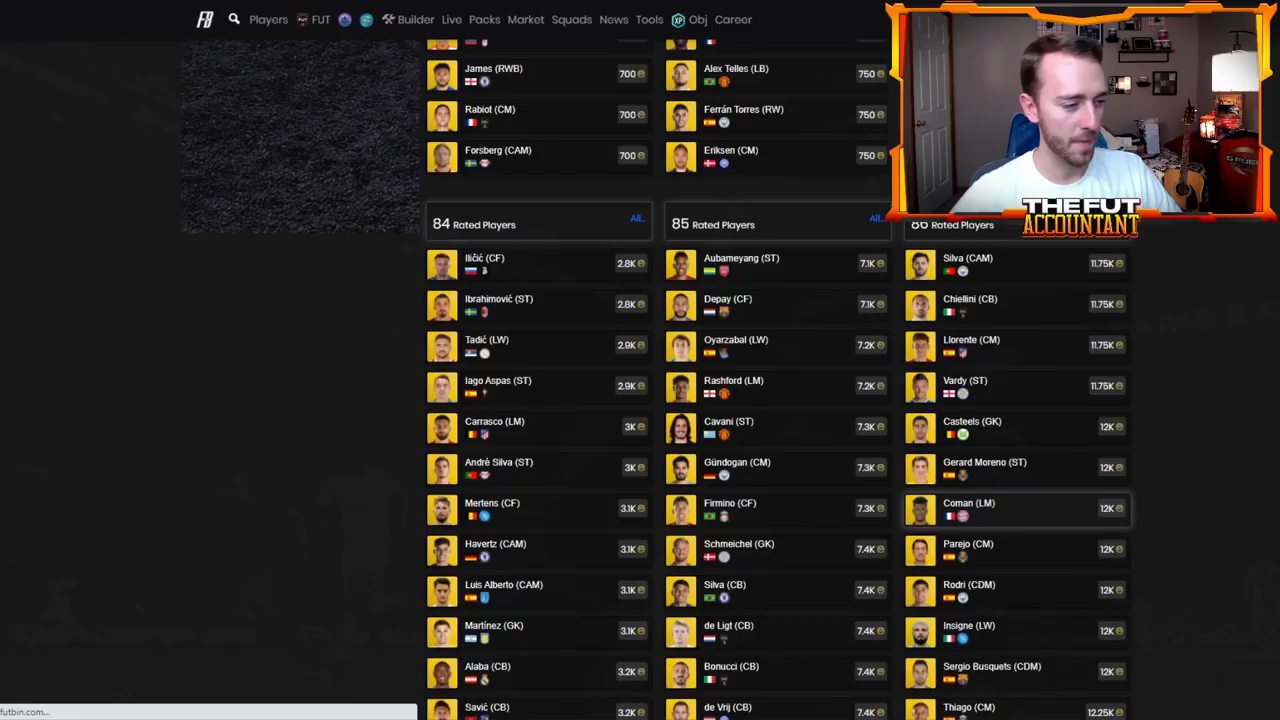 FB Players FUT Builder Live Packs Market Squads News Tools XP Obj Career
James (RWB) 700
Alex Telles (LB) 750
Rabiot (CM) 700
Ferrán Torres (RW) 750
Forsberg (CAM) 700
Eriksen (CM) 750
84 Rated Players All...
85 Rated Players All...
86 Rated Players
Iličić (CF) 2.8K
Aubameyang (ST) 7.1K
Silva (CAM) 11.75K
Ibrahimović (ST) 2.8K
Depay (CF) 7.1K
Chiellini (CB) 11.75K
Tadić (LW) 2.9K
Oyarzabal (LW) 7.2K
Llorente (CM) 11.75K
Iago Aspas (ST) 2.9K
Rashford (LM) 7.2K
Vardy (ST) 11.75K
Carrasco (LM) 3K
Cavani (ST) 7.3K
Casteels (GK) 12K
André Silva (ST) 3K
Gündogan (CM) 7.3K
Gerard Moreno (ST) 12K
Mertens (CF) 3.1K
Firmino (CF) 7.3K
Coman (LM) 12K
Havertz (CAM) 3.1K
Schmeichel (GK) 7.4K
Parejo (CM) 12K
Luis Alberto (CAM) 3.1K
Silva (CB) 7.4K
Rodri (CDM) 12K
Martínez (GK) 3.1K
de Ligt (CB) 7.4K
Insigne (LW) 12K
Alaba (CB) 3.2K
Bonucci (CB) 7.4K
Sergio Busquets (CDM) 12K
Savić (CB) 3.2K
de Vrij (CB) 7.4K
Thiago (CM) 12.25K
futbin.com...
THE FUT
ACCOUNTANT
G FUEL